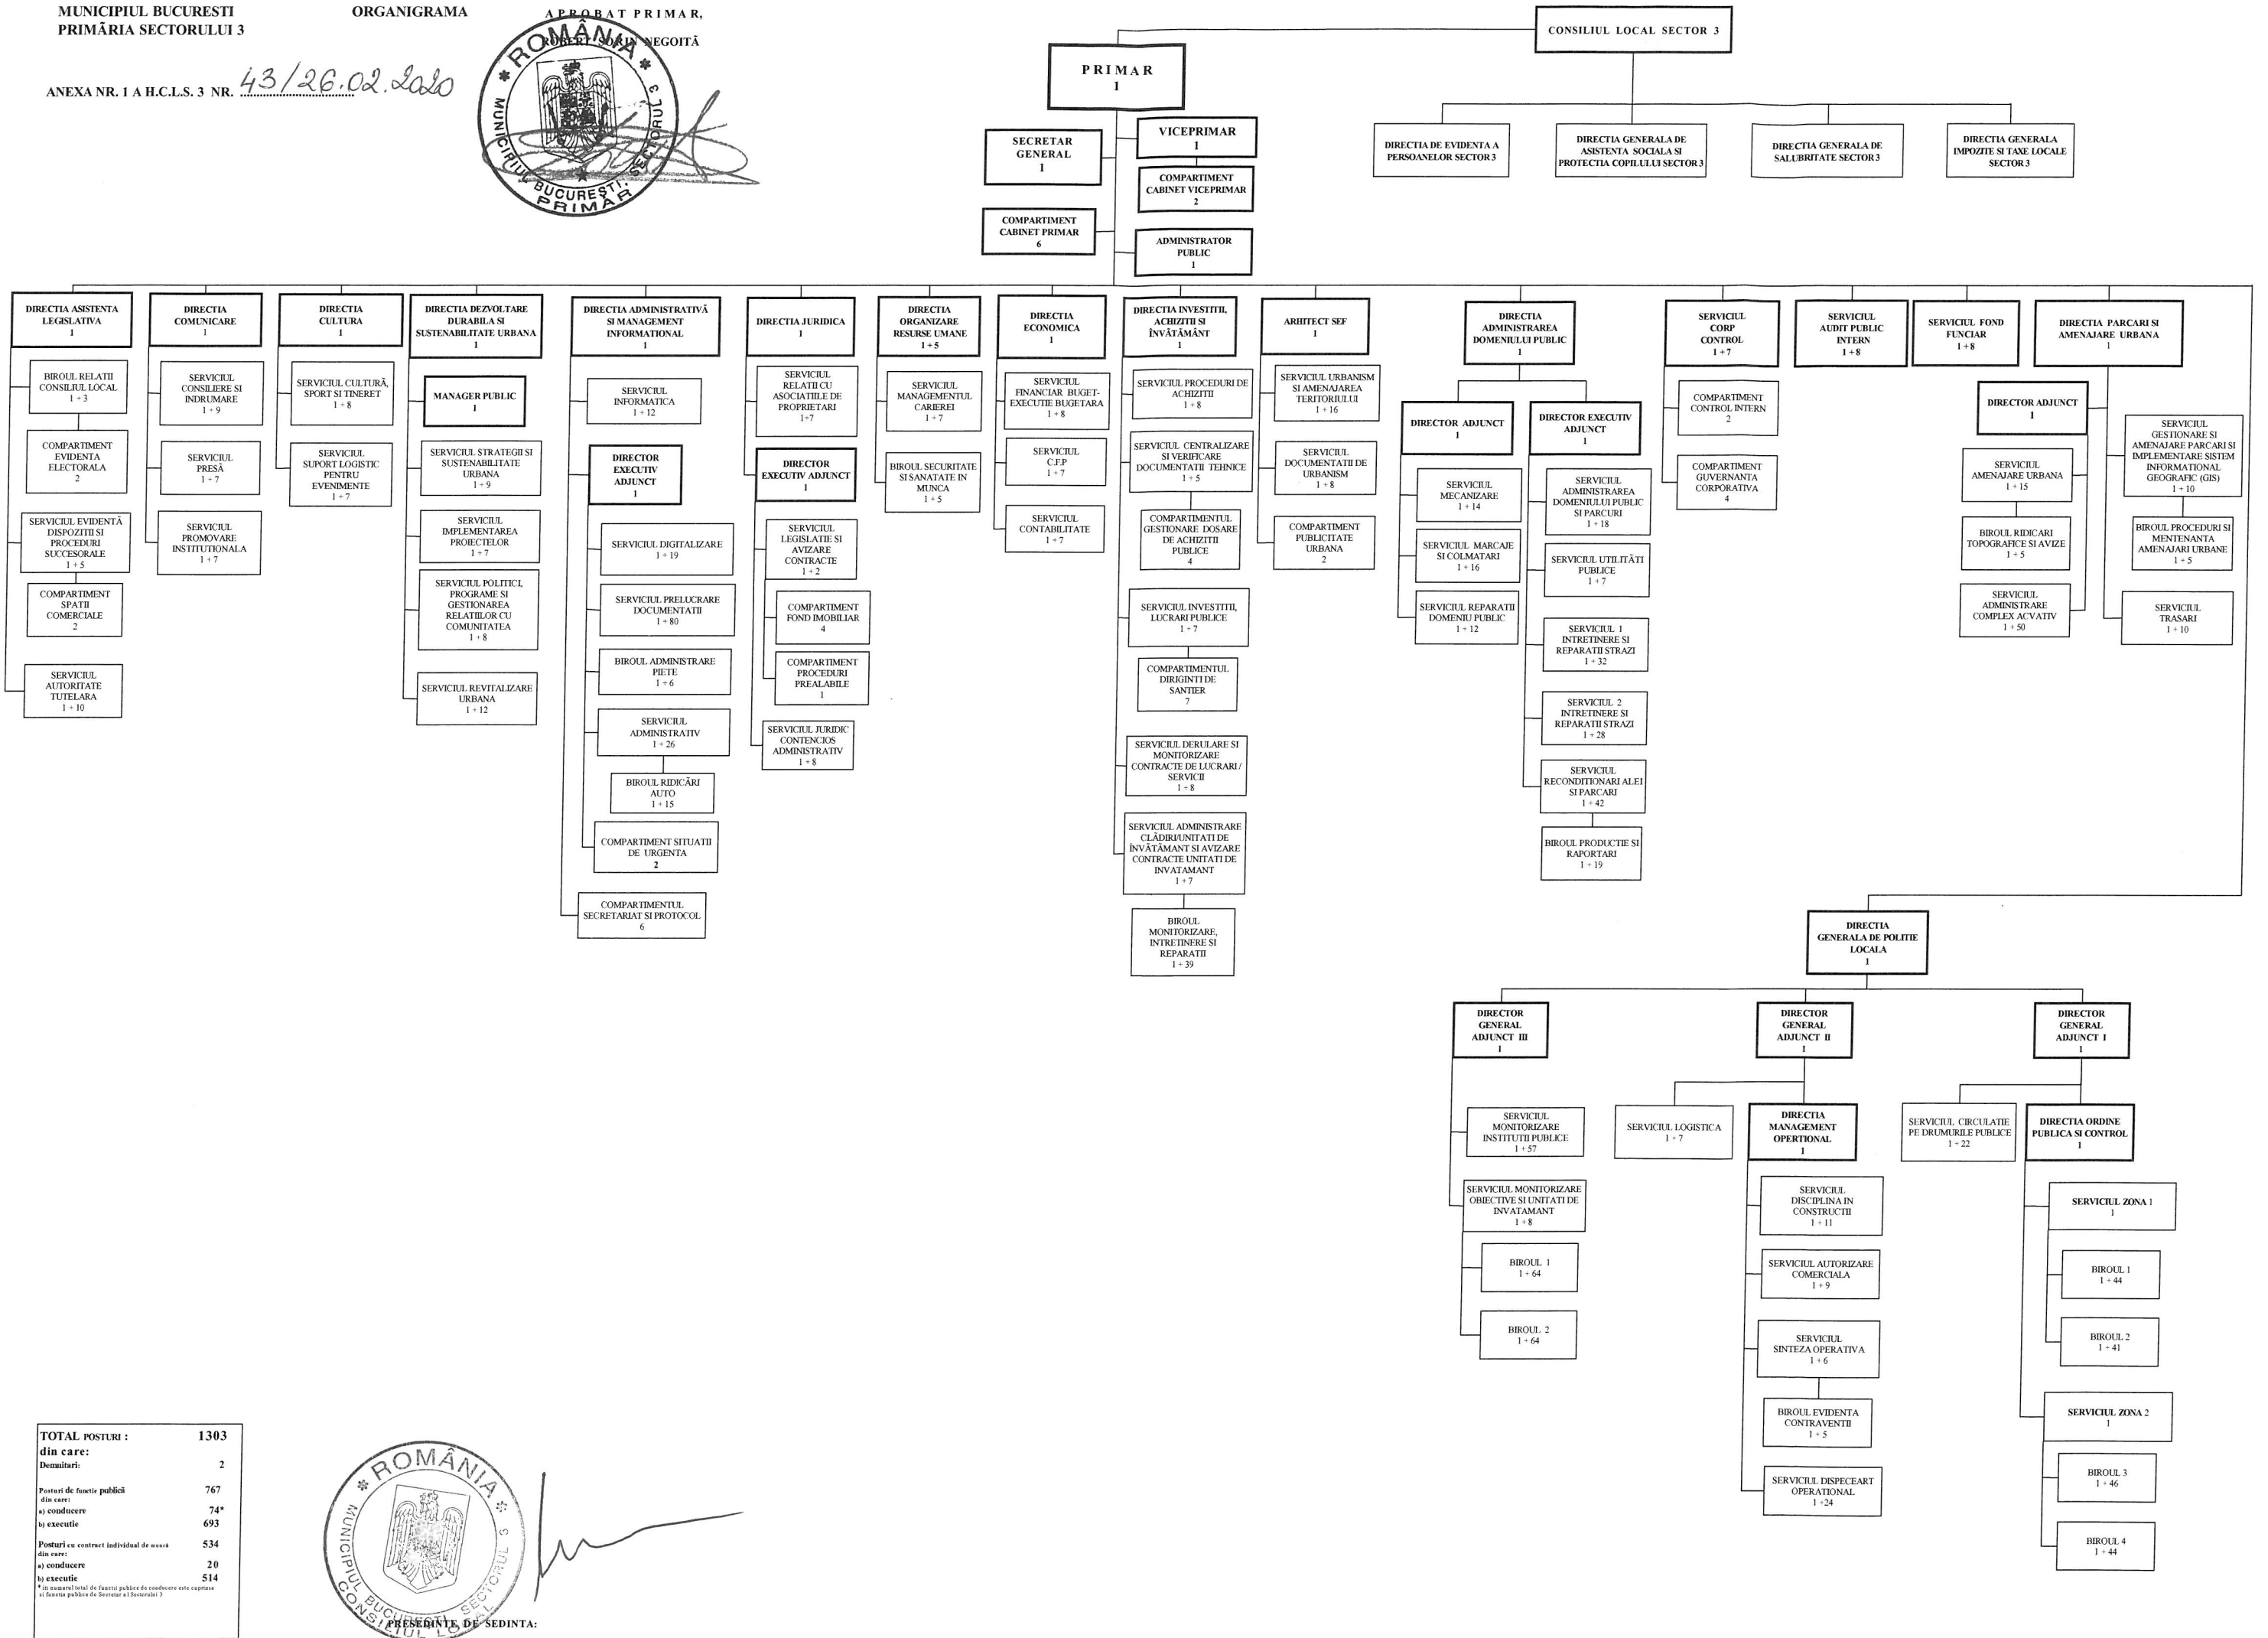 MUNICIPIUL BUCURESTI
PRIMĂRIA SECTORULUI 3
ORGANIGRAMA
APROBAT PRIMAR,
ROBERT SORIN NEGOITĂ
ANEXA NR. 1 A H.C.L.S. 3 NR. 43/26.02.2020
* ROMÂNIA *
MUNICIPIUL BUCUREȘTI, SECTORUL 3
PRIMAR
CONSILIUL LOCAL SECTOR 3
PRIMAR
1
SECRETAR
GENERAL
1
VICEPRIMAR
1
COMPARTIMENT
CABINET VICEPRIMAR
2
COMPARTIMENT
CABINET PRIMAR
6
ADMINISTRATOR
PUBLIC
1
DIRECTIA DE EVIDENTA A
PERSOANELOR SECTOR 3
DIRECTIA GENERALA DE
ASISTENTA SOCIALA SI
PROTECTIA COPILULUI SECTOR 3
DIRECTIA GENERALA DE
SALUBRITATE SECTOR 3
DIRECTIA GENERALA
IMPOZITE SI TAXE LOCALE
SECTOR 3
DIRECTIA ASISTENTA
LEGISLATIVA
1
BIROUL RELATII
CONSILIUL LOCAL
1 + 3
COMPARTIMENT
EVIDENTA
ELECTORALA
2
SERVICIUL EVIDENTĂ
DISPOZITII SI
PROCEDURI
SUCCESORALE
1 + 5
COMPARTIMENT
SPATII
COMERCIALE
2
SERVICIUL
AUTORITATE
TUTELARA
1 + 10
DIRECTIA
COMUNICARE
1
SERVICIUL
CONSILIERE SI
INDRUMARE
1 + 9
SERVICIUL
PRESĂ
1 + 7
SERVICIUL
PROMOVARE
INSTITUTIONALA
1 + 7
DIRECTIA
CULTURA
1
SERVICIUL CULTURĂ,
SPORT SI TINERET
1 + 8
SERVICIUL
SUPORT LOGISTIC
PENTRU
EVENIMENTE
1 + 7
DIRECTIA DEZVOLTARE
DURABILA SI
SUSTENABILITATE URBANA
1
MANAGER PUBLIC
1
SERVICIUL STRATEGII SI
SUSTENABILITATE
URBANA
1 + 9
SERVICIUL
IMPLEMENTAREA
PROIECTELOR
1 + 7
SERVICIUL POLITICI,
PROGRAME SI
GESTIONAREA
RELATIILOR CU
COMUNITATEA
1 + 8
SERVICIUL REVITALIZARE
URBANA
1 + 12
DIRECTIA ADMINISTRATIVĂ
SI MANAGEMENT
INFORMATIONAL
1
SERVICIUL
INFORMATICA
1 + 12
DIRECTOR
EXECUTIV
ADJUNCT
1
SERVICIUL DIGITALIZARE
1 + 19
SERVICIUL PRELUCRARE
DOCUMENTATII
1 + 80
BIROUL ADMINISTRARE
PIETE
1 + 6
SERVICIUL
ADMINISTRATIV
1 + 26
BIROUL RIDICĂRI
AUTO
1 + 15
COMPARTIMENT SITUATII
DE URGENTA
2
COMPARTIMENTUL
SECRETARIAT SI PROTOCOL
6
DIRECTIA JURIDICA
1
SERVICIUL
RELATII CU
ASOCIATIILE DE
PROPRIETARI
1+7
DIRECTOR
EXECUTIV ADJUNCT
1
SERVICIUL
LEGISLATIE SI
AVIZARE
CONTRACTE
1 + 2
COMPARTIMENT
FOND IMOBILIAR
4
COMPARTIMENT
PROCEDURI
PREALABILE
1
SERVICIUL JURIDIC
CONTENCIOS
ADMINISTRATIV
1 + 8
DIRECTIA
ORGANIZARE
RESURSE UMANE
1 + 5
SERVICIUL
MANAGEMENTUL
CARIEREI
1 + 7
BIROUL SECURITATE
SI SANATATE IN
MUNCA
1 + 5
DIRECTIA
ECONOMICA
1
SERVICIUL
FINANCIAR BUGET-
EXECUTIE BUGETARA
1 + 8
SERVICIUL
C.F.P
1 + 7
SERVICIUL
CONTABILITATE
1 + 7
DIRECTIA INVESTITII,
ACHIZITII SI
ÎNVĂTĂMÂNT
1
SERVICIUL PROCEDURI DE
ACHIZITII
1 + 8
SERVICIUL CENTRALIZARE
SI VERIFICARE
DOCUMENTATII TEHNICE
1 + 5
COMPARTIMENTUL
GESTIONARE DOSARE
DE ACHIZITII
PUBLICE
4
SERVICIUL INVESTITII,
LUCRARI PUBLICE
1 + 7
COMPARTIMENTUL
DIRIGINTI DE
SANTIER
7
SERVICIUL DERULARE SI
MONITORIZARE
CONTRACTE DE LUCRARI /
SERVICII
1 + 8
SERVICIUL ADMINISTRARE
CLĂDIRI/UNITATI DE
ÎNVĂTĂMANT SI AVIZARE
CONTRACTE UNITATI DE
INVATAMANT
1 + 7
BIROUL
MONITORIZARE,
INTRETINERE SI
REPARATII
1 + 39
ARHITECT SEF
1
SERVICIUL URBANISM
SI AMENAJAREA
TERITORIULUI
1 + 16
SERVICIUL
DOCUMENTATII DE
URBANISM
1 + 8
COMPARTIMENT
PUBLICITATE
URBANA
2
DIRECTIA
ADMINISTRAREA
DOMENIULUI PUBLIC
1
DIRECTOR ADJUNCT
1
SERVICIUL
MECANIZARE
1 + 14
SERVICIUL MARCAJE
SI COLMATARI
1 + 16
SERVICIUL REPARATII
DOMENIU PUBLIC
1 + 12
DIRECTOR EXECUTIV
ADJUNCT
1
SERVICIUL
ADMINISTRAREA
DOMENIULUI PUBLIC
SI PARCURI
1 + 18
SERVICIUL UTILITĂTI
PUBLICE
1 + 7
SERVICIUL 1
INTRETINERE SI
REPARATII STRAZI
1 + 32
SERVICIUL 2
INTRETINERE SI
REPARATII STRAZI
1 + 28
SERVICIUL
RECONDITIONARI ALEI
SI PARCARI
1 + 42
BIROUL PRODUCTIE SI
RAPORTARI
1 + 19
SERVICIUL
CORP
CONTROL
1 + 7
COMPARTIMENT
CONTROL INTERN
2
COMPARTIMENT
GUVERNANTA
CORPORATIVA
4
SERVICIUL
AUDIT PUBLIC
INTERN
1 + 8
SERVICIUL FOND
FUNCIAR
1 + 8
DIRECTIA PARCARI SI
AMENAJARE URBANA
1
DIRECTOR ADJUNCT
1
SERVICIUL
AMENAJARE URBANA
1 + 15
BIROUL RIDICARI
TOPOGRAFICE SI AVIZE
1 + 5
SERVICIUL
ADMINISTRARE
COMPLEX ACVATIV
1 + 50
SERVICIUL
GESTIONARE SI
AMENAJARE PARCARI SI
IMPLEMENTARE SISTEM
INFORMATIONAL
GEOGRAFIC (GIS)
1 + 10
BIROUL PROCEDURI SI
MENTENANTA
AMENAJARI URBANE
1 + 5
SERVICIUL
TRASARI
1 + 10
DIRECTIA
GENERALA DE POLITIE
LOCALA
1
DIRECTOR
GENERAL
ADJUNCT III
1
SERVICIUL
MONITORIZARE
INSTITUTII PUBLICE
1 + 57
SERVICIUL MONITORIZARE
OBIECTIVE SI UNITATI DE
INVATAMANT
1 + 8
BIROUL 1
1 + 64
BIROUL 2
1 + 64
DIRECTOR
GENERAL
ADJUNCT II
1
SERVICIUL LOGISTICA
1 + 7
DIRECTIA
MANAGEMENT
OPERTIONAL
1
SERVICIUL
DISCIPLINA IN
CONSTRUCTII
1 + 11
SERVICIUL AUTORIZARE
COMERCIALA
1 + 9
SERVICIUL
SINTEZA OPERATIVA
1 + 6
BIROUL EVIDENTA
CONTRAVENTII
1 + 5
SERVICIUL DISPECEART
OPERATIONAL
1 +24
DIRECTOR
GENERAL
ADJUNCT I
1
SERVICIUL CIRCULATIE
PE DRUMURILE PUBLICE
1 + 22
DIRECTIA ORDINE
PUBLICA SI CONTROL
1
SERVICIUL ZONA 1
1
BIROUL 1
1 + 44
BIROUL 2
1 + 41
SERVICIUL ZONA 2
1
BIROUL 3
1 + 46
BIROUL 4
1 + 44
TOTAL POSTURI : 1303
din care:
Demnitari: 2
Posturi de functie publică 767
din care:
a) conducere 74*
b) executie 693
Posturi cu contract individual de muncă 534
din care:
a) conducere 20
b) executie 514
* in numarul total de functii publice de conducere este cuprinsa
si functia publica de Secretar al Sectorului 3
* ROMÂNIA *
MUNICIPIUL BUCURESTI SECTORUL 3
CONSILIUL LOCAL
PRESEDINTE DE SEDINTA: